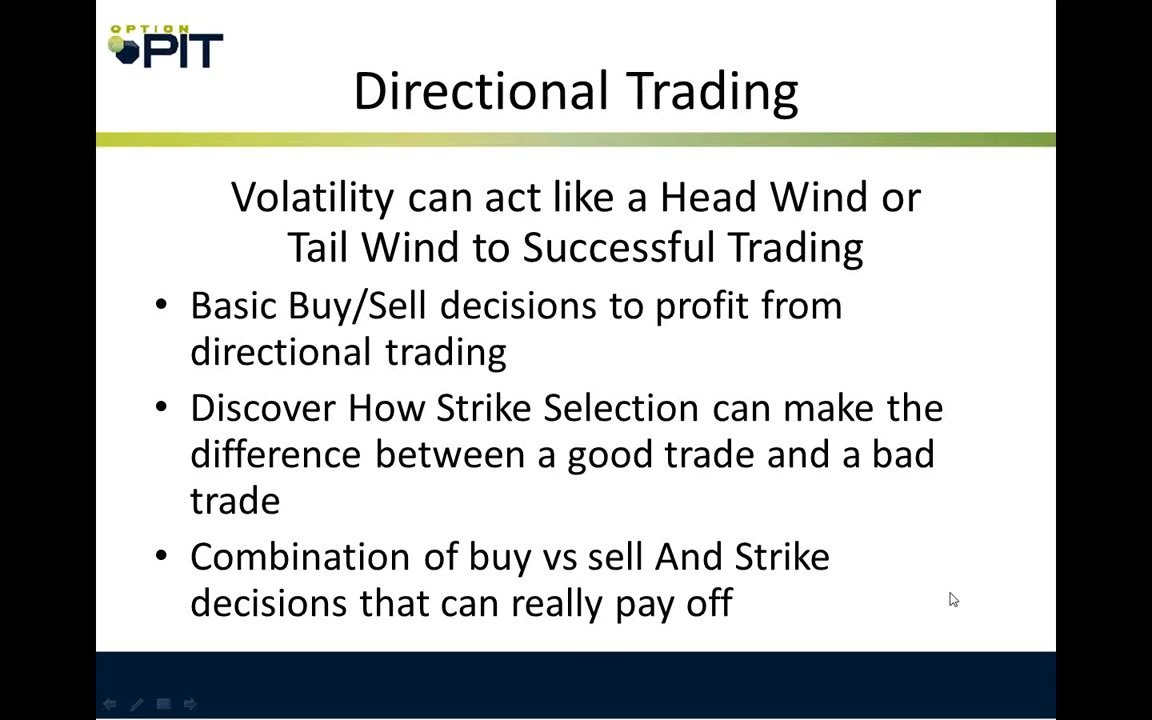 OPTION
PIT
Directional Trading
Volatility can act like a Head Wind or
Tail Wind to Successful Trading
• Basic Buy/Sell decisions to profit from
directional trading
• Discover How Strike Selection can make the
difference between a good trade and a bad
trade
• Combination of buy vs sell And Strike
decisions that can really pay off